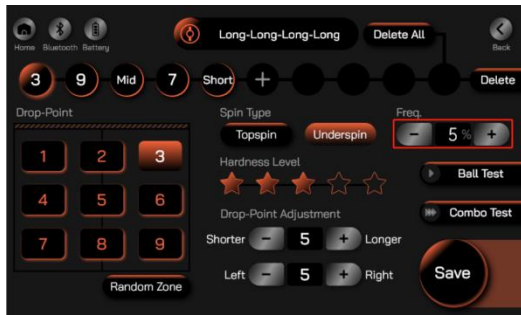 Long-Long-Long-Long
Delete All
Home
Bluetooth
Battery
Back
3
9
Mid
7
Short
+
Delete
Drop-Point
Spin Type
Freq.
Topspin
Underspin
- 5 % +
1 2 3
4 5 6
7 8 9
Random Zone
Hardness Level
Drop-Point Adjustment
Shorter - 5 + Longer
Left - 5 + Right
Ball Test
Combo Test
Save